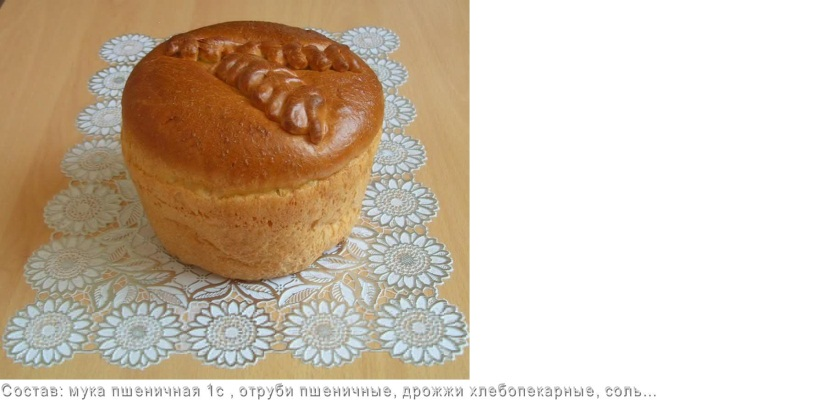 Состав: мука пшеничная 1с , отруби пшеничные, дрожжи хлебопекарные, соль...